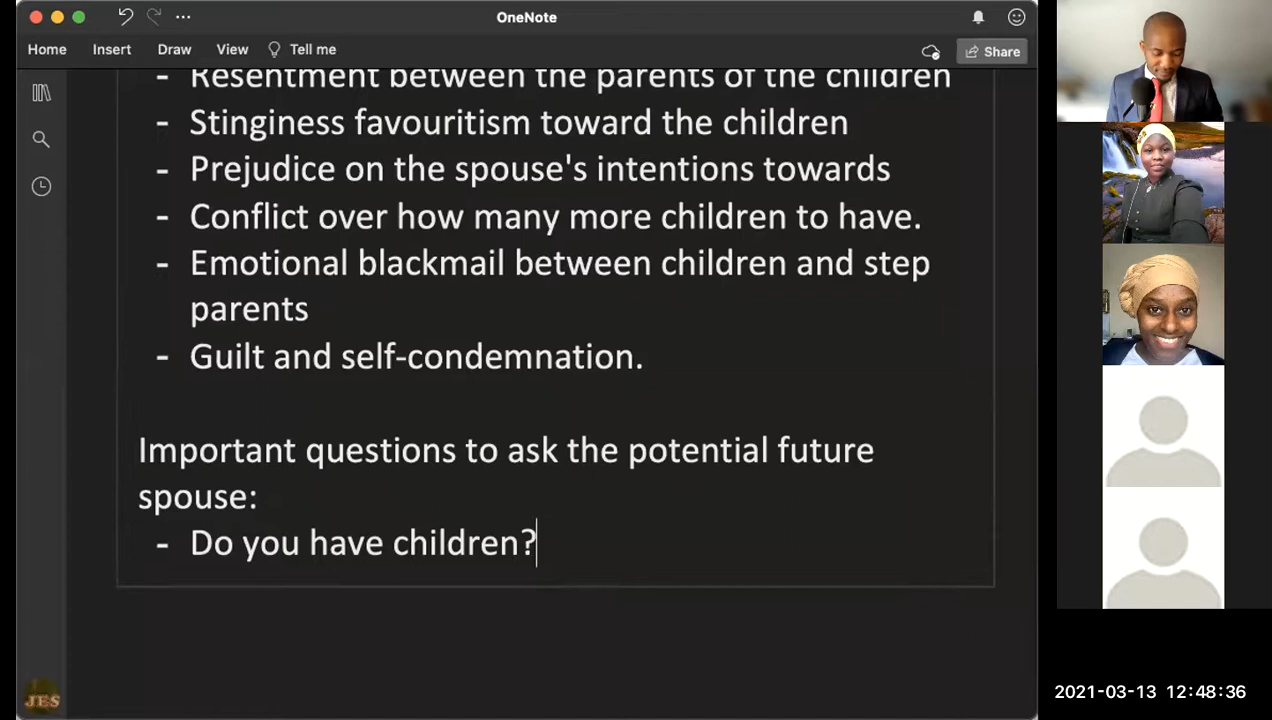 OneNote
Home Insert Draw View Tell me Share
- Resentment between the parents of the children
- Stinginess favouritism toward the children
- Prejudice on the spouse's intentions towards
- Conflict over how many more children to have.
- Emotional blackmail between children and step
parents
- Guilt and self-condemnation.
Important questions to ask the potential future
spouse:
- Do you have children?
JES
2021-03-13 12:48:36